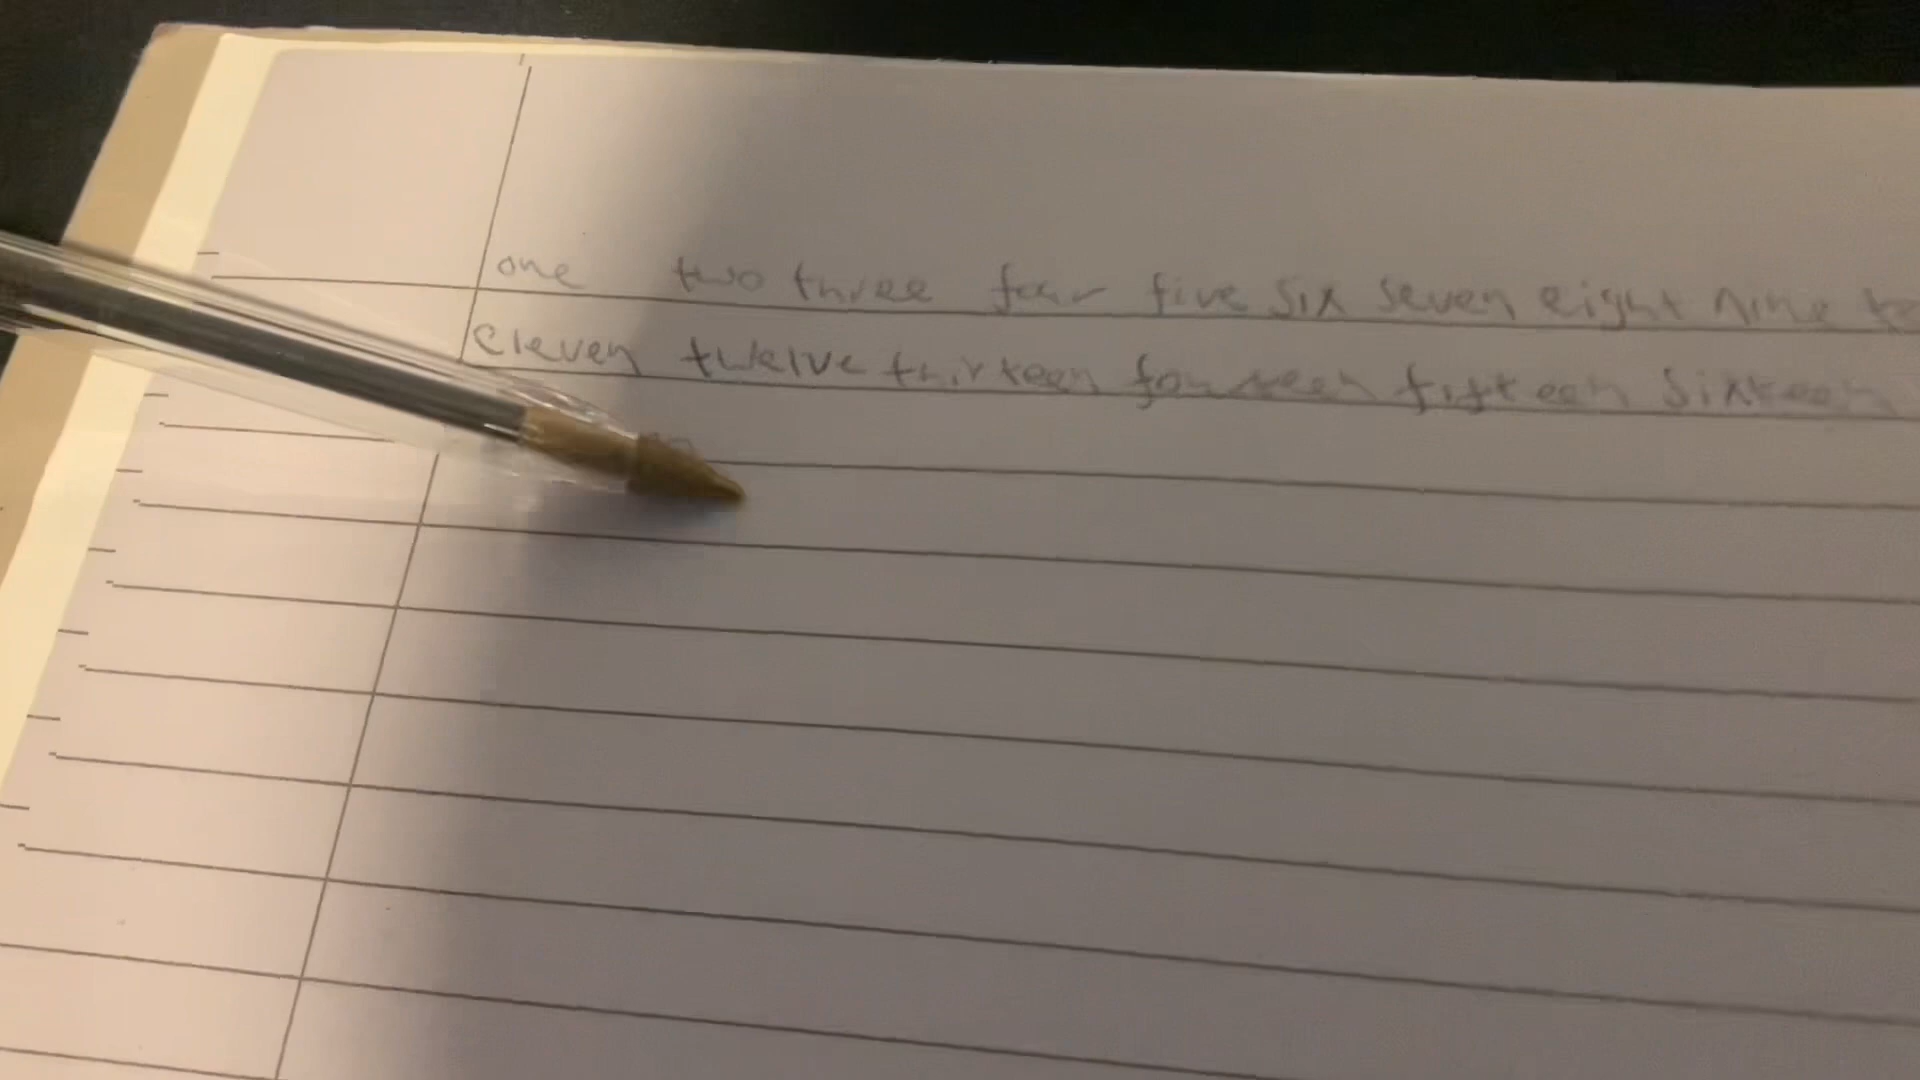 one two three four five six seven eight nine
eleven twelve thirteen fourteen fifteen sixteen